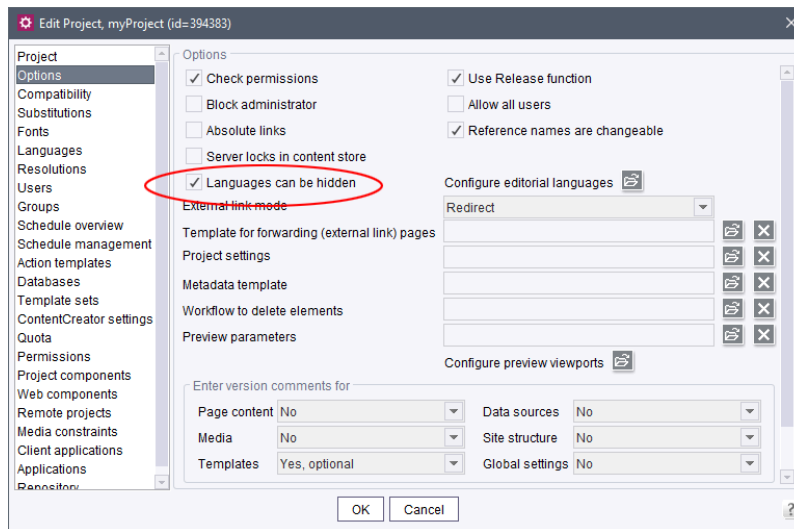 Edit Project, myProject (id=394383)
Project
Options
Compatibility
Substitutions
Fonts
Languages
Resolutions
Users
Groups
Schedule overview
Schedule management
Action templates
Databases
Template sets
ContentCreator settings
Quota
Permissions
Project components
Web components
Remote projects
Media constraints
Client applications
Applications
Repository
Options
Check permissions
Use Release function
Block administrator
Allow all users
Absolute links
Reference names are changeable
Server locks in content store
Languages can be hidden
Configure editorial languages
External link mode
Redirect
Template for forwarding (external link) pages
Project settings
Metadata template
Workflow to delete elements
Preview parameters
Configure preview viewports
Enter version comments for
Page content No
Data sources No
Media No
Site structure No
Templates Yes, optional
Global settings No
OK
Cancel
?